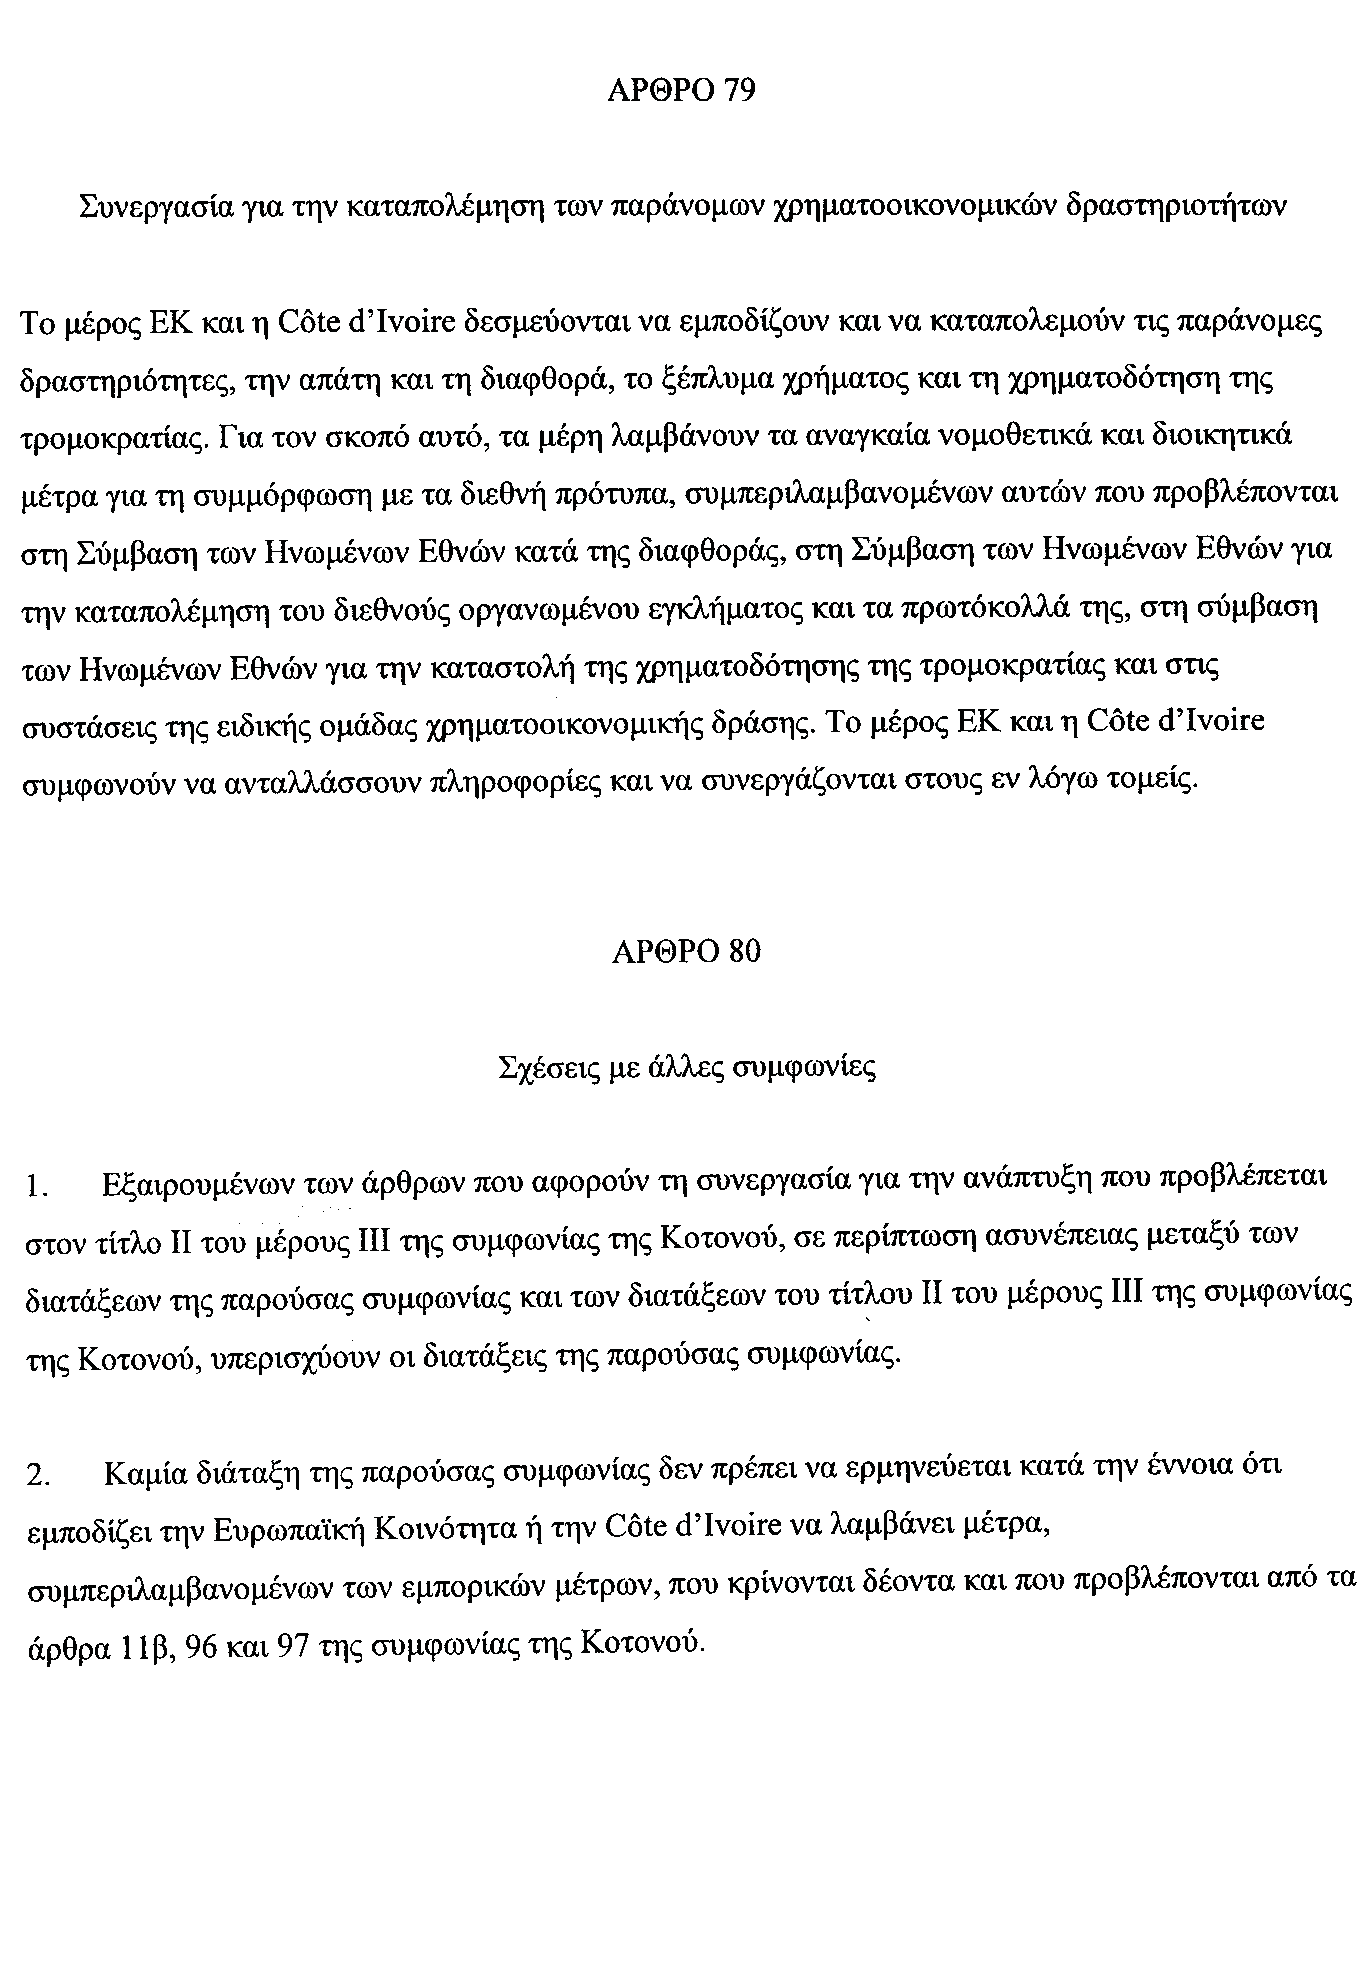 ΑΡΘΡΟ 79
Συνεργασία για την καταπολέμηση των παράνομων χρηματοοικονομικών δραστηριοτήτων
Το μέρος ΕΚ και η Côte d’Ivoire δεσμεύονται να εμποδίζουν και να καταπολεμούν τις παράνομες
δραστηριότητες, την απάτη και τη διαφθορά, το ξέπλυμα χρήματος και τη χρηματοδότηση της
τρομοκρατίας. Για τον σκοπό αυτό, τα μέρη λαμβάνουν τα αναγκαία νομοθετικά και διοικητικά
μέτρα για τη συμμόρφωση με τα διεθνή πρότυπα, συμπεριλαμβανομένων αυτών που προβλέπονται
στη Σύμβαση των Ηνωμένων Εθνών κατά της διαφθοράς, στη Σύμβαση των Ηνωμένων Εθνών για
την καταπολέμηση του διεθνούς οργανωμένου εγκλήματος και τα πρωτόκολλά της, στη σύμβαση
των Ηνωμένων Εθνών για την καταστολή της χρηματοδότησης της τρομοκρατίας και στις
συστάσεις της ειδικής ομάδας χρηματοοικονομικής δράσης. Το μέρος ΕΚ και η Côte d’Ivoire
συμφωνούν να ανταλλάσσουν πληροφορίες και να συνεργάζονται στους εν λόγω τομείς.
ΑΡΘΡΟ 80
Σχέσεις με άλλες συμφωνίες
1. Εξαιρουμένων των άρθρων που αφορούν τη συνεργασία για την ανάπτυξη που προβλέπεται
στον τίτλο ΙΙ του μέρους ΙΙΙ της συμφωνίας της Κοτονού, σε περίπτωση ασυνέπειας μεταξύ των
διατάξεων της παρούσας συμφωνίας και των διατάξεων του τίτλου ΙΙ του μέρους ΙΙΙ της συμφωνίας
της Κοτονού, υπερισχύουν οι διατάξεις της παρούσας συμφωνίας.
2. Καμία διάταξη της παρούσας συμφωνίας δεν πρέπει να ερμηνεύεται κατά την έννοια ότι
εμποδίζει την Ευρωπαϊκή Κοινότητα ή την Côte d’Ivoire να λαμβάνει μέτρα,
συμπεριλαμβανομένων των εμπορικών μέτρων, που κρίνονται δέοντα και που προβλέπονται από τα
άρθρα 11β, 96 και 97 της συμφωνίας της Κοτονού.